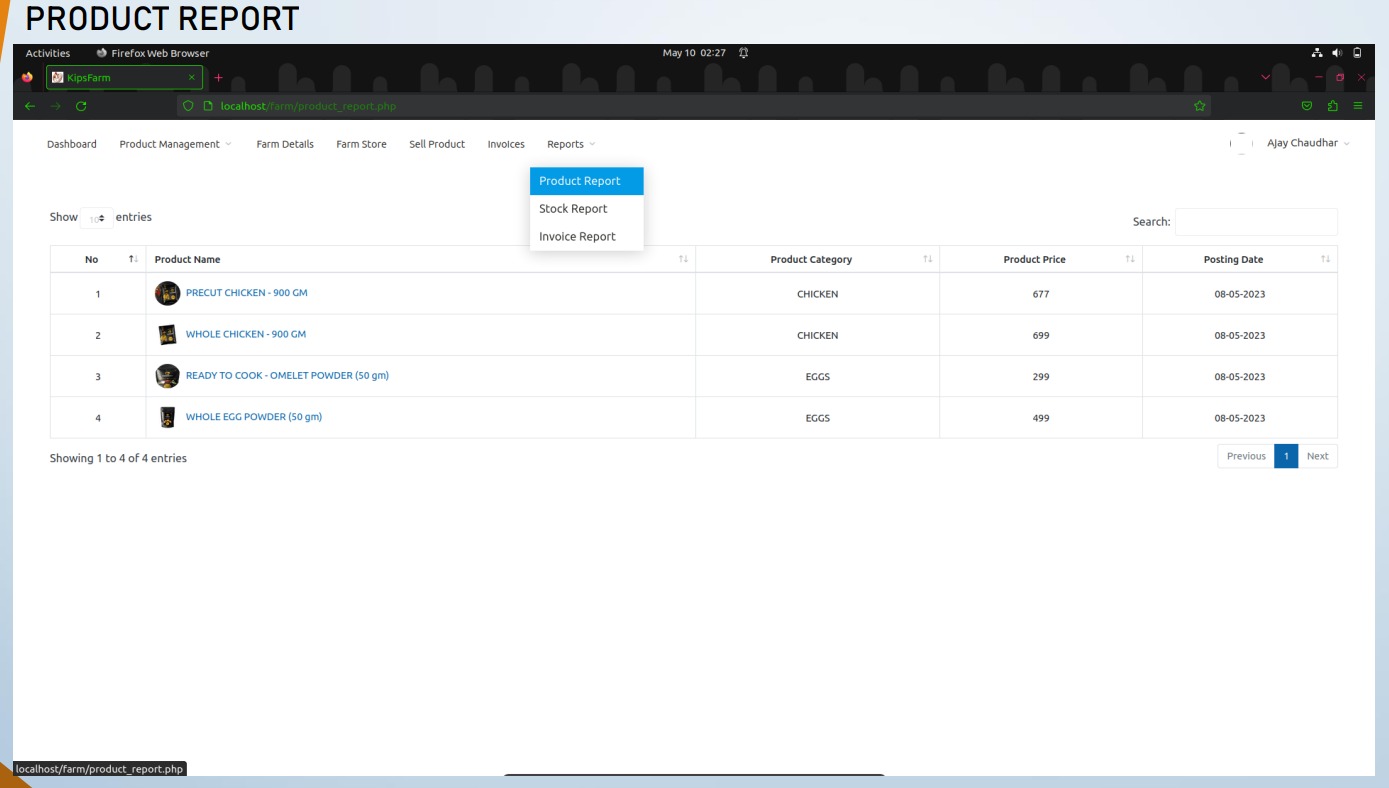 PRODUCT REPORT
Activities Firefox Web Browser May 10 02:27
KipsFarm
localhost/farm/product_report.php
Dashboard Product Management Farm Details Farm Store Sell Product Invoices Reports Ajay Chaudhar
Product Report
Stock Report
Invoice Report
Show 10 entries Search:
No Product Name Product Category Product Price Posting Date
1 PRECUT CHICKEN - 900 GM CHICKEN 677 08-05-2023
2 WHOLE CHICKEN - 900 GM CHICKEN 699 08-05-2023
3 READY TO COOK - OMELET POWDER (50 gm) EGGS 299 08-05-2023
4 WHOLE EGG POWDER (50 gm) EGGS 499 08-05-2023
Showing 1 to 4 of 4 entries Previous 1 Next
localhost/farm/product_report.php